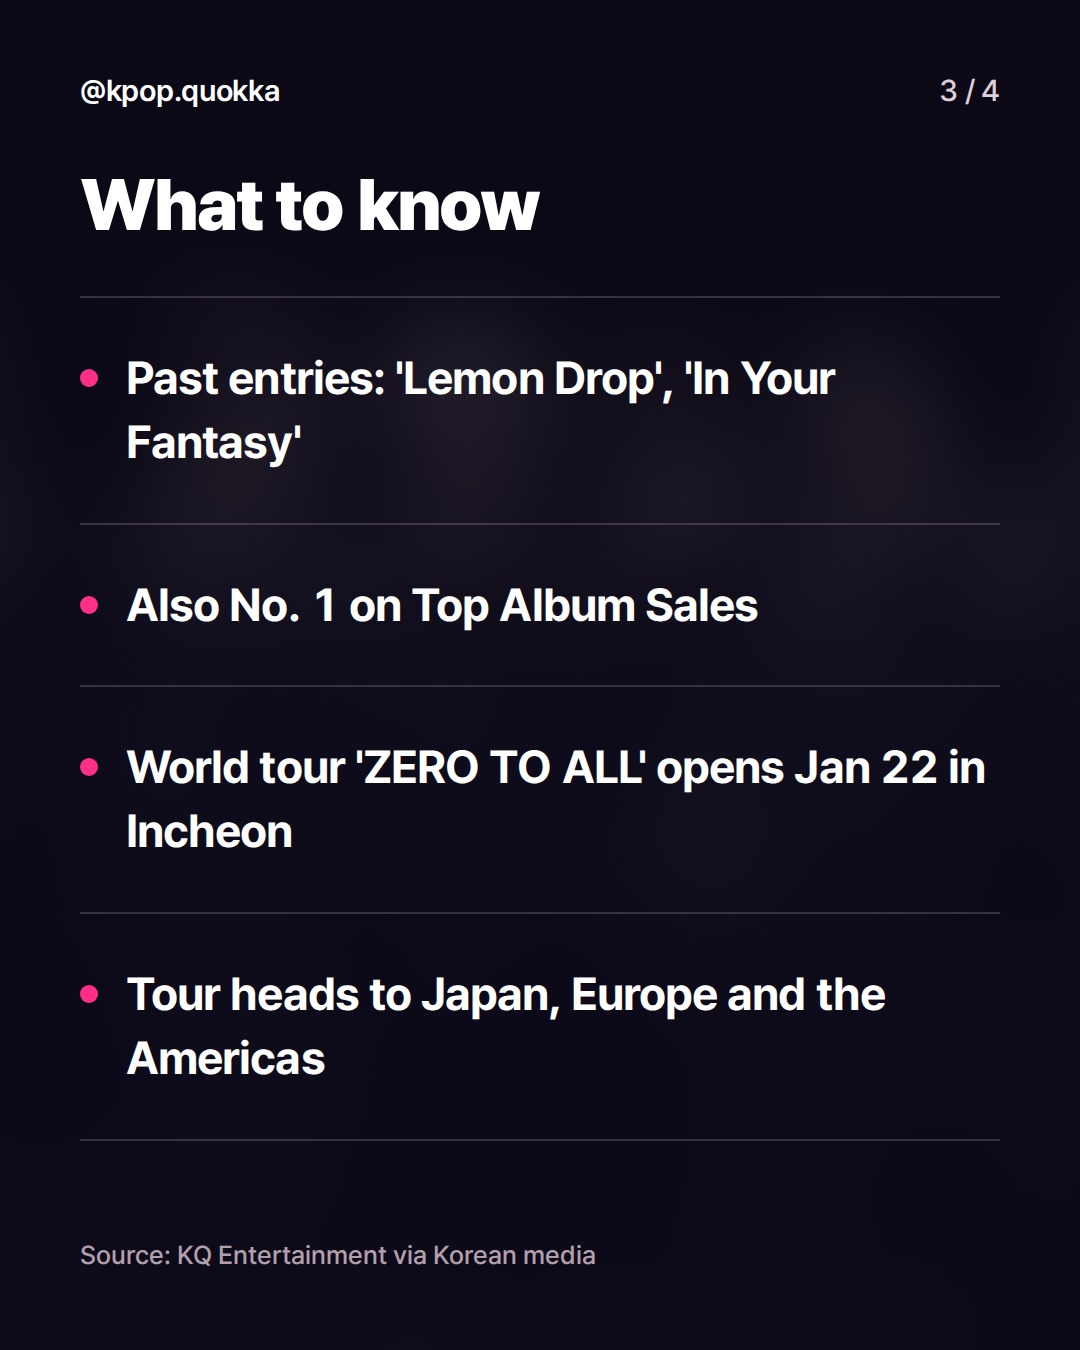 @kpop.quokka
3 / 4
What to know
Past entries: 'Lemon Drop', 'In Your
Fantasy'
Also No. 1 on Top Album Sales
World tour 'ZERO TO ALL' opens Jan 22 in
Incheon
Tour heads to Japan, Europe and the
Americas
Source: KQ Entertainment via Korean media